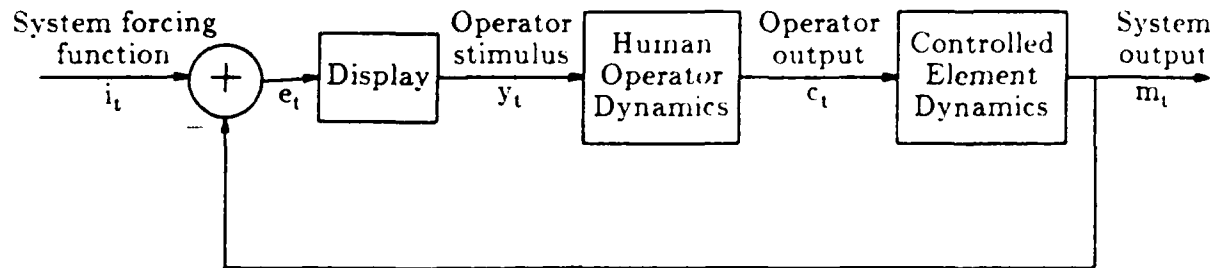 System forcing
function
i_t
+
−
e_t
Display
Operator
stimulus
y_t
Human
Operator
Dynamics
Operator
output
c_t
Controlled
Element
Dynamics
System
output
m_t